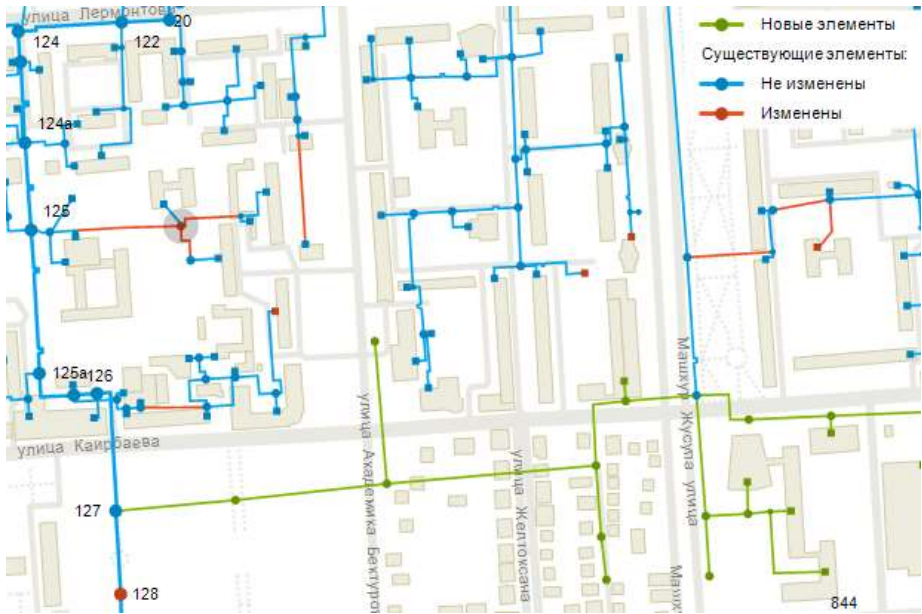 улица Лермонтова
20
124
122
Новые элементы
Существующие элементы:
Не изменены
Изменены
124а
125
125а
126
улица Каирбаева
улица Академика Бектурова
улица Желтоксана
Машхур Жусупа улица
127
128
844